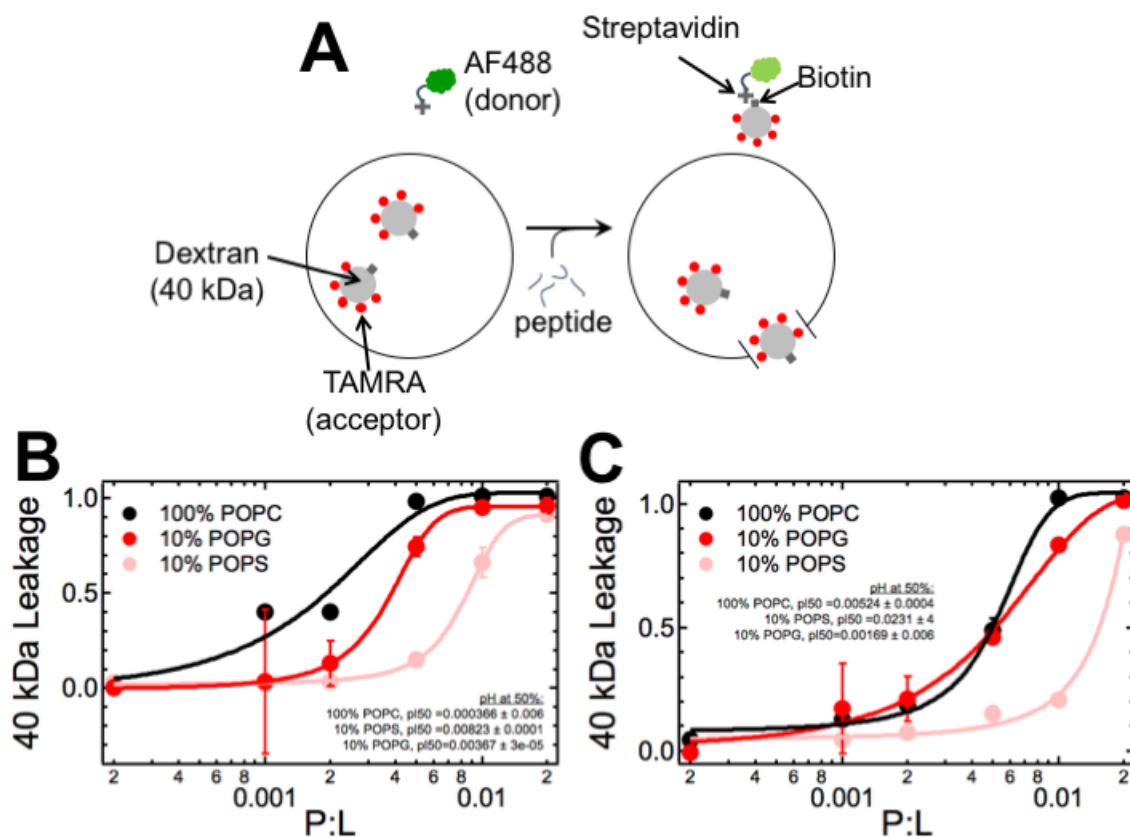 A
AF488
(donor)
Streptavidin
Biotin
Dextran
(40 kDa)
peptide
TAMRA
(acceptor)
B
40 kDa Leakage
1.0
0.5
0.0
100% POPC
10% POPG
10% POPS
pH at 50%:
100% POPC, pI50 =0.000366 ± 0.006
10% POPS, pI50 =0.00823 ± 0.0001
10% POPG, pI50=0.00367 ± 3e-05
2 4 6 8 2 4 6 8 2
0.001 0.01
P:L
C
40 kDa Leakage
1.0
0.5
0.0
100% POPC
10% POPG
10% POPS
pH at 50%:
100% POPC, pI50 =0.00524 ± 0.0004
10% POPS, pI50 =0.0231 ± 4
10% POPG, pI50=0.00169 ± 0.006
2 4 6 8 2 4 6 8 2
0.001 0.01
P:L